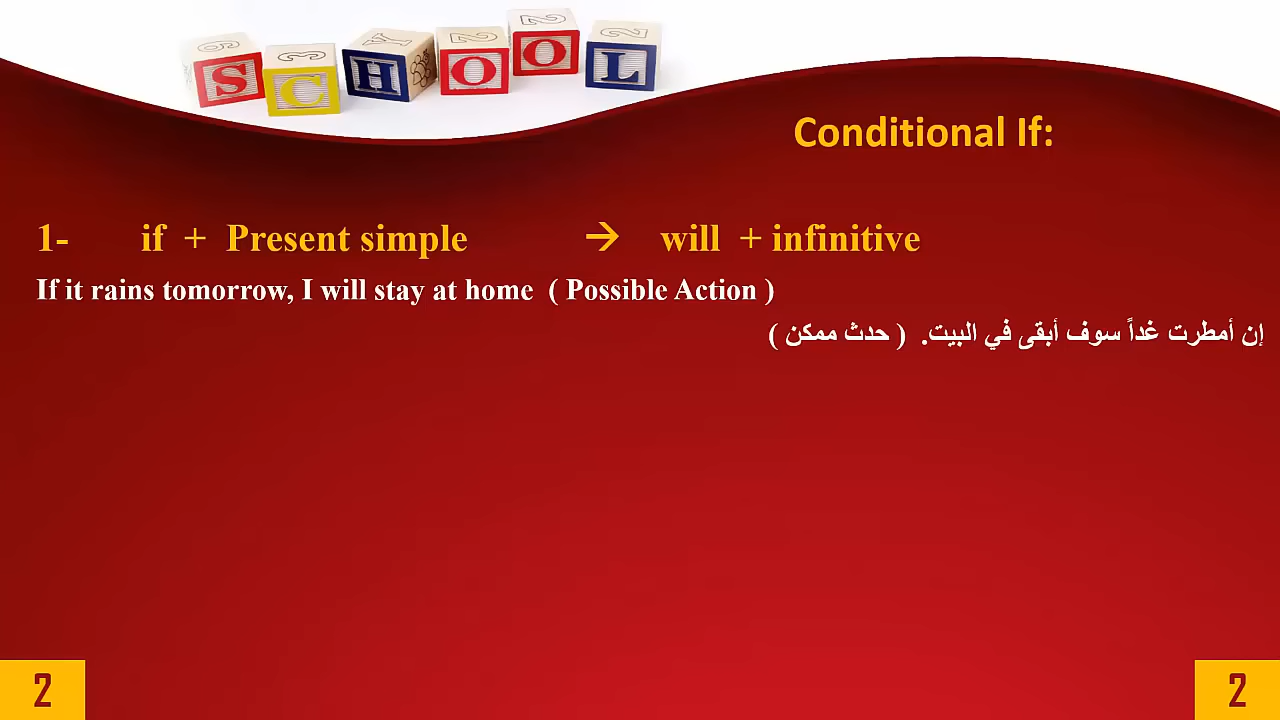 SCHOOL
Conditional If:
1- if + Present simple → will + infinitive
If it rains tomorrow, I will stay at home ( Possible Action )
إن أمطرت غداً سوف أبقى في البيت. ( حدث ممكن )
2
2